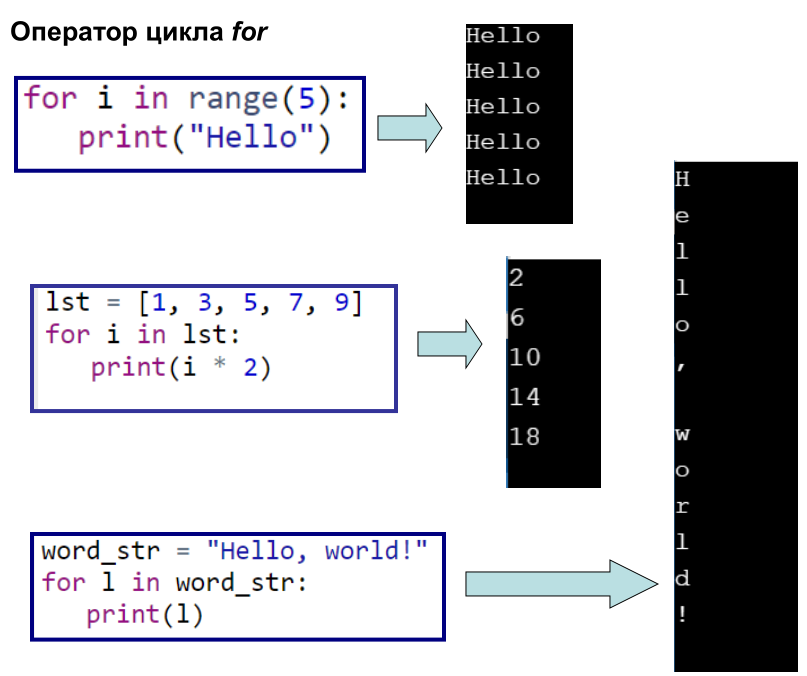 Оператор цикла for
for i in range(5):
print("Hello")
Hello
Hello
Hello
Hello
Hello
lst = [1, 3, 5, 7, 9]
for i in lst:
print(i * 2)
2
6
10
14
18
word_str = "Hello, world!"
for l in word_str:
print(l)
H
e
l
l
o
,
w
o
r
l
d
!